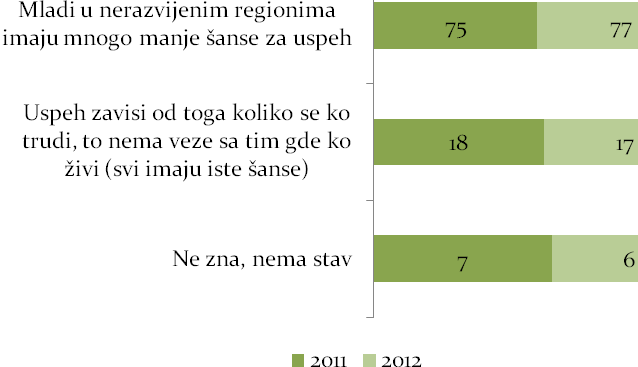 Mladi u nerazvijenim regionima
imaju mnogo manje šanse za uspeh
75 77
Uspeh zavisi od toga koliko se ko
trudi, to nema veze sa tim gde ko
živi (svi imaju iste šanse)
18 17
Ne zna, nema stav
7 6
2011 2012